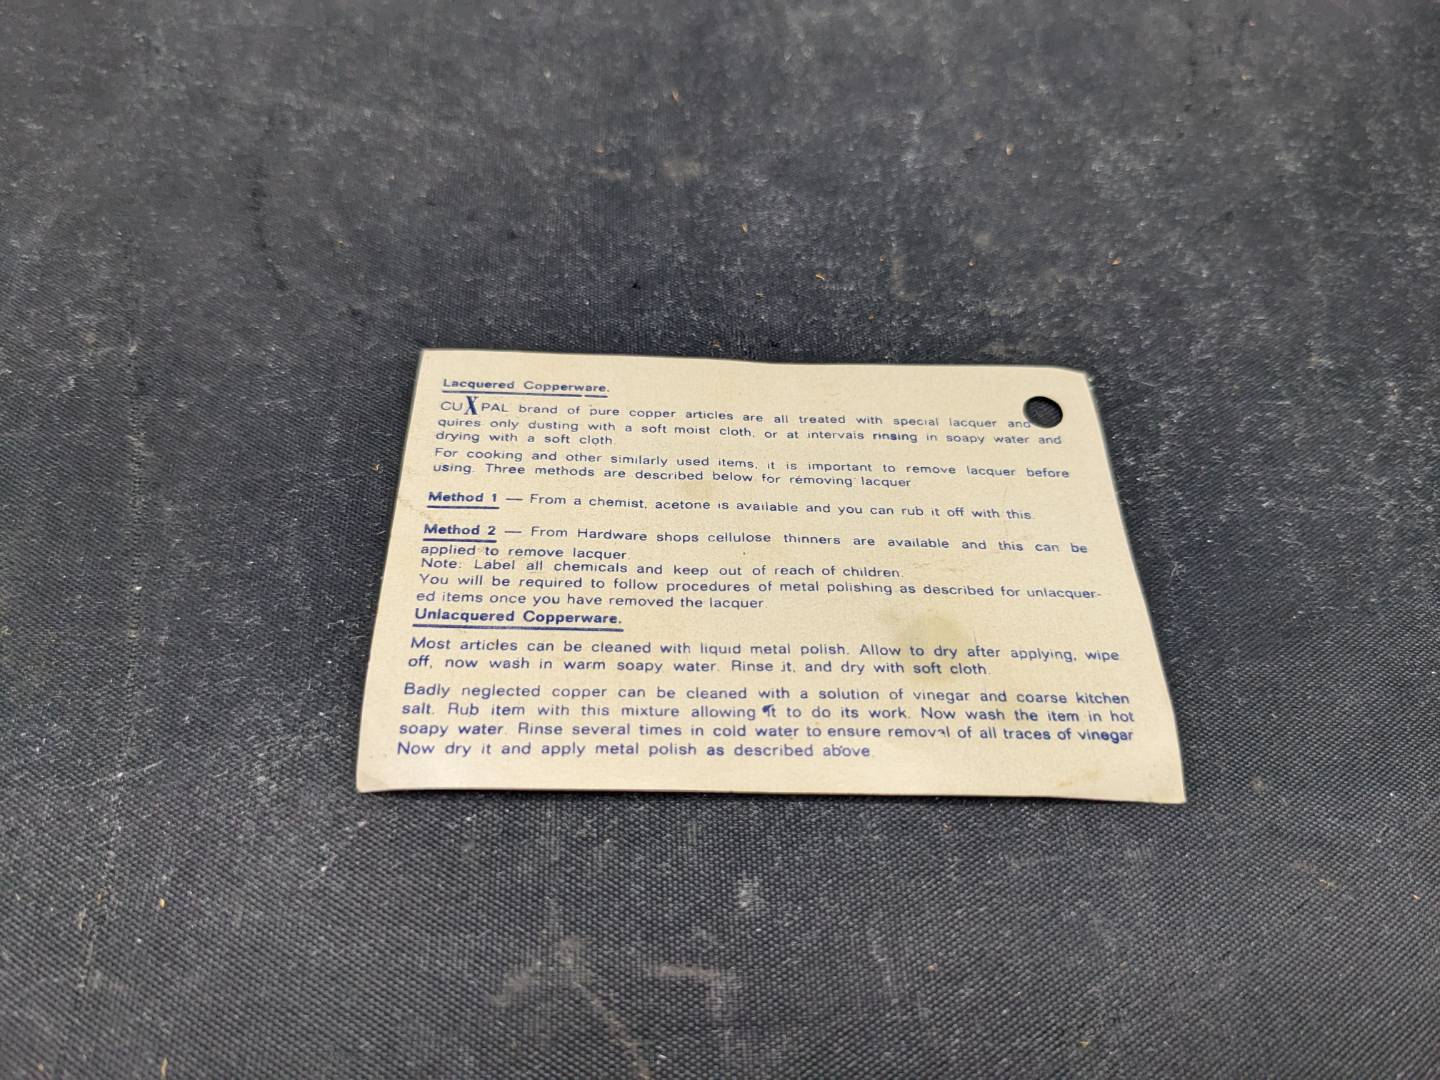 Lacquered Copperware.
CUXPAL brand of pure copper articles are all treated with special lacquer and
quires only dusting with a soft moist cloth, or at intervals rinsing in soapy water and
drying with a soft cloth.
For cooking and other similarly used items, it is important to remove lacquer before
using. Three methods are described below for removing lacquer
Method 1 — From a chemist, acetone is available and you can rub it off with this.
Method 2 — From Hardware shops cellulose thinners are available and this can be
applied to remove lacquer.
Note: Label all chemicals and keep out of reach of children.
You will be required to follow procedures of metal polishing as described for unlacquer-
ed items once you have removed the lacquer.
Unlacquered Copperware.
Most articles can be cleaned with liquid metal polish. Allow to dry after applying, wipe
off, now wash in warm soapy water. Rinse it, and dry with soft cloth.
Badly neglected copper can be cleaned with a solution of vinegar and coarse kitchen
salt. Rub item with this mixture allowing it to do its work. Now wash the item in hot
soapy water. Rinse several times in cold water to ensure removal of all traces of vinegar
Now dry it and apply metal polish as described above.